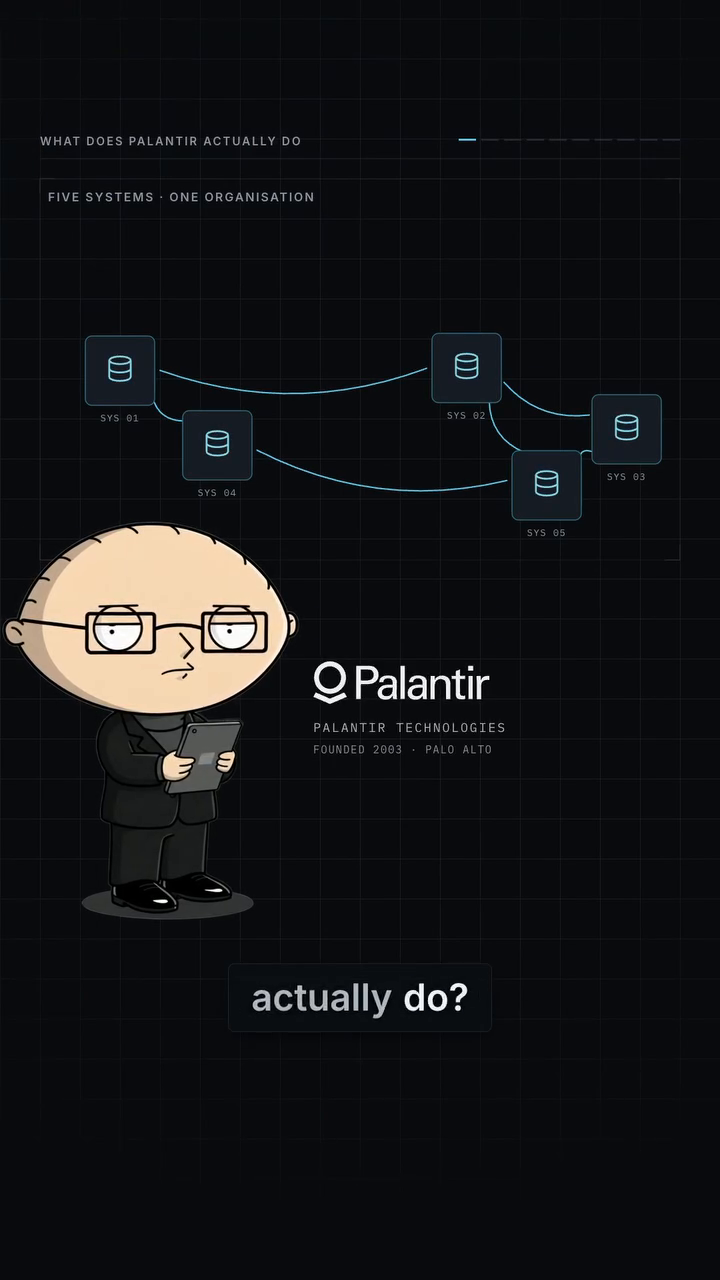 WHAT DOES PALANTIR ACTUALLY DO
FIVE SYSTEMS · ONE ORGANISATION
SYS 01
SYS 02
SYS 03
SYS 04
SYS 05
Palantir
PALANTIR TECHNOLOGIES
FOUNDED 2003 · PALO ALTO
actually do?